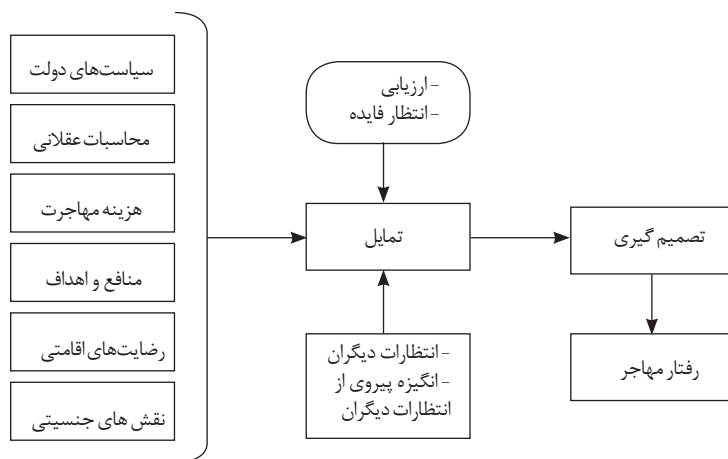 سیاست‌های دولت
محاسبات عقلانی
هزینه مهاجرت
منافع و اهداف
رضایت‌های اقامتی
نقش های جنسیتی
- ارزیابی
- انتظار فایده
تمایل
- انتظارات دیگران
- انگیزه پیروی از
انتظارات دیگران
تصمیم گیری
رفتار مهاجر